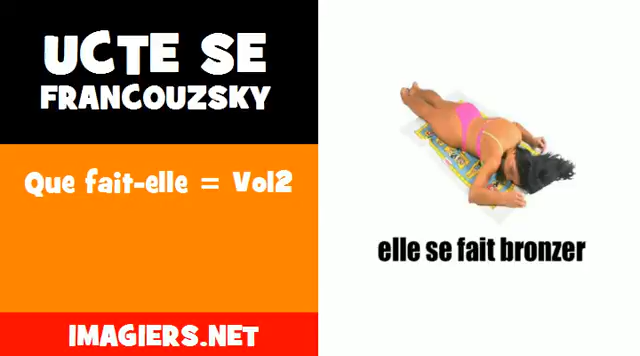 UCTE SE
FRANCOUZSKY
Que fait-elle = Vol2
IMAGIERS.NET
elle se fait bronzer